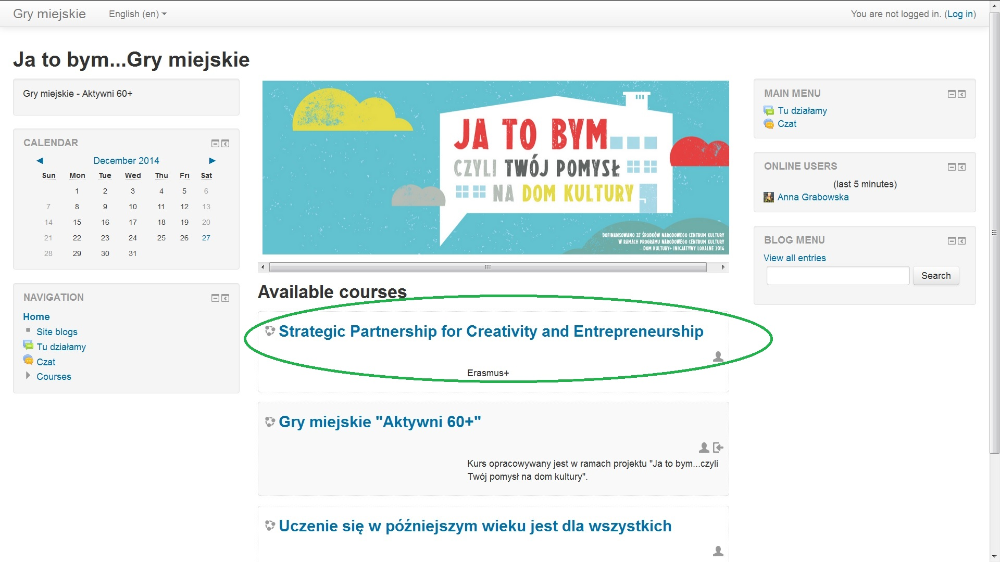 Gry miejskie
English (en)
You are not logged in. (Log in)
Ja to bym...Gry miejskie
Gry miejskie - Aktywni 60+
CALENDAR
December 2014
Sun Mon Tue Wed Thu Fri Sat
1 2 3 4 5 6
7 8 9 10 11 12 13
14 15 16 17 18 19 20
21 22 23 24 25 26 27
28 29 30 31
NAVIGATION
Home
Site blogs
Tu działamy
Czat
Courses
JA TO BYM
CZYLI TWÓJ POMYSŁ
NA DOM KULTURY
DOFINANSOWANO ZE ŚRODKÓW NARODOWEGO CENTRUM KULTURY
W RAMACH PROGRAMU NARODOWEGO CENTRUM KULTURY
– DOM KULTURY+ INICJATYWY LOKALNE 2014
Available courses
Strategic Partnership for Creativity and Entrepreneurship
Erasmus+
Gry miejskie "Aktywni 60+"
Kurs opracowywany jest w ramach projektu "Ja to bym...czyli
Twój pomysł na dom kultury".
Uczenie się w późniejszym wieku jest dla wszystkich
MAIN MENU
Tu działamy
Czat
ONLINE USERS
(last 5 minutes)
Anna Grabowska
BLOG MENU
View all entries
Search